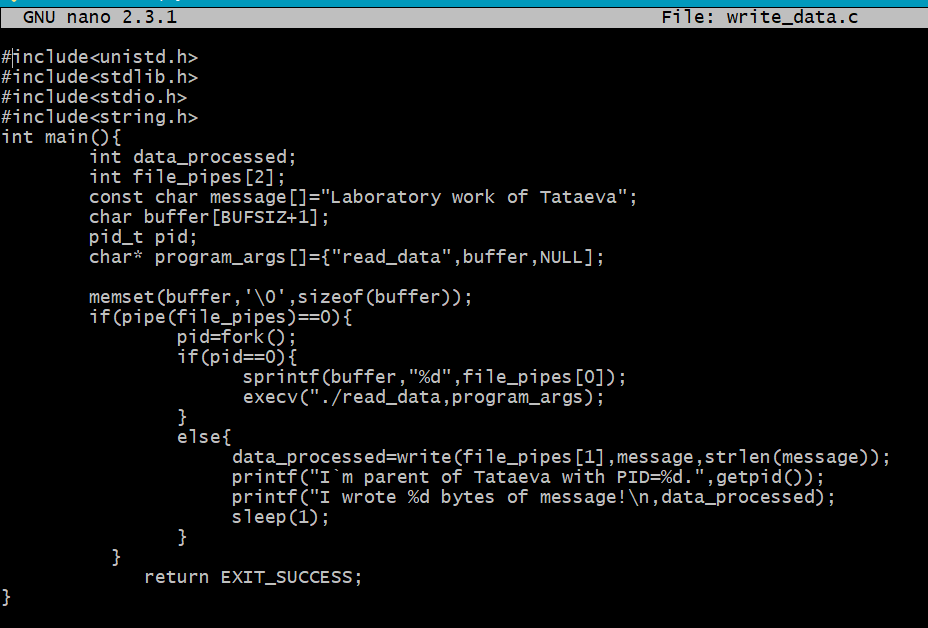 GNU nano 2.3.1 File: write_data.c
#include<unistd.h>
#include<stdlib.h>
#include<stdio.h>
#include<string.h>
int main(){
int data_processed;
int file_pipes[2];
const char message[]="Laboratory work of Tataeva";
char buffer[BUFSIZ+1];
pid_t pid;
char* program_args[]={"read_data",buffer,NULL];
memset(buffer,'\0',sizeof(buffer));
if(pipe(file_pipes)==0){
pid=fork();
if(pid==0){
sprintf(buffer,"%d",file_pipes[0]);
execv("./read_data,program_args);
}
else{
data_processed=write(file_pipes[1],message,strlen(message));
printf("I`m parent of Tataeva with PID=%d.",getpid());
printf("I wrote %d bytes of message!\n,data_processed);
sleep(1);
}
}
return EXIT_SUCCESS;
}